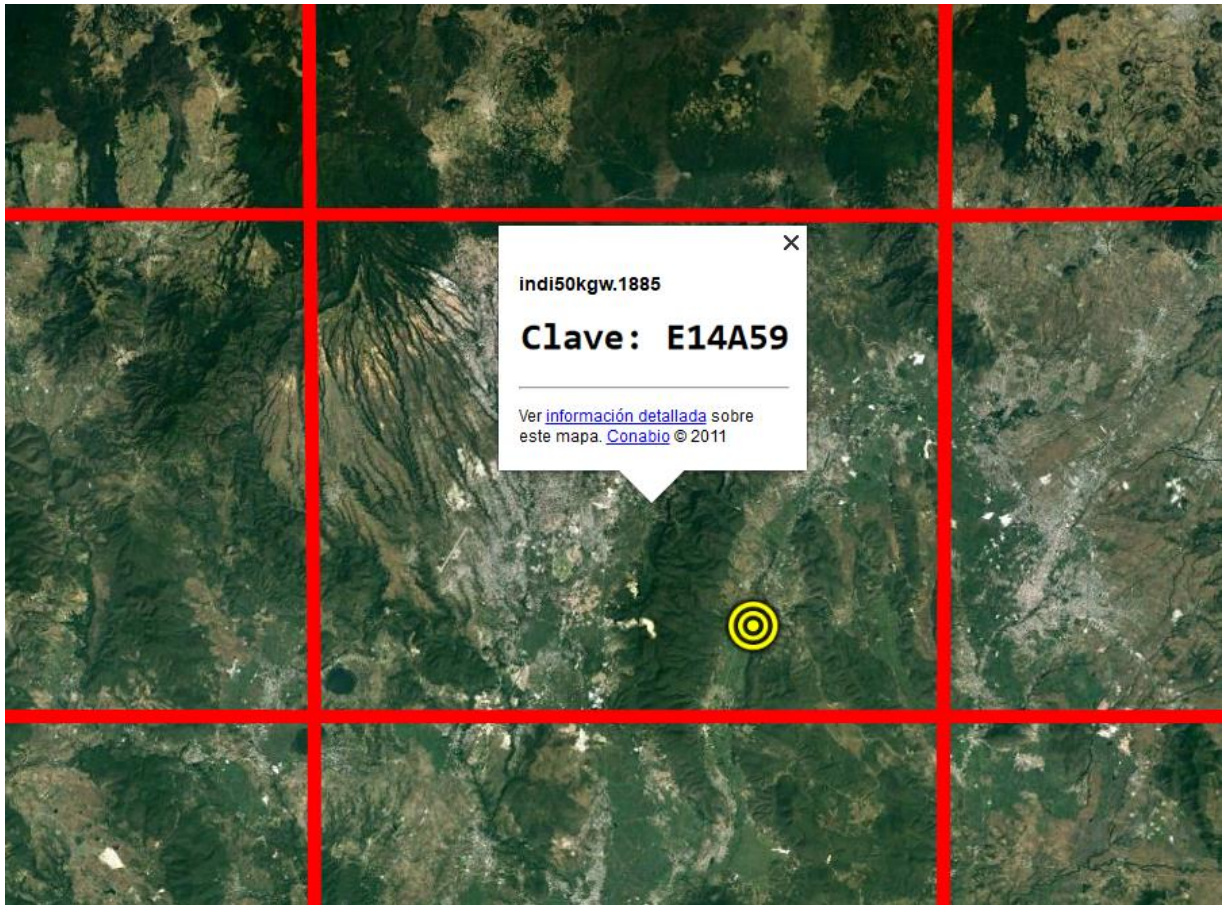 indi50kgw.1885
Clave: E14A59
Ver información detallada sobre
este mapa. Conabio © 2011